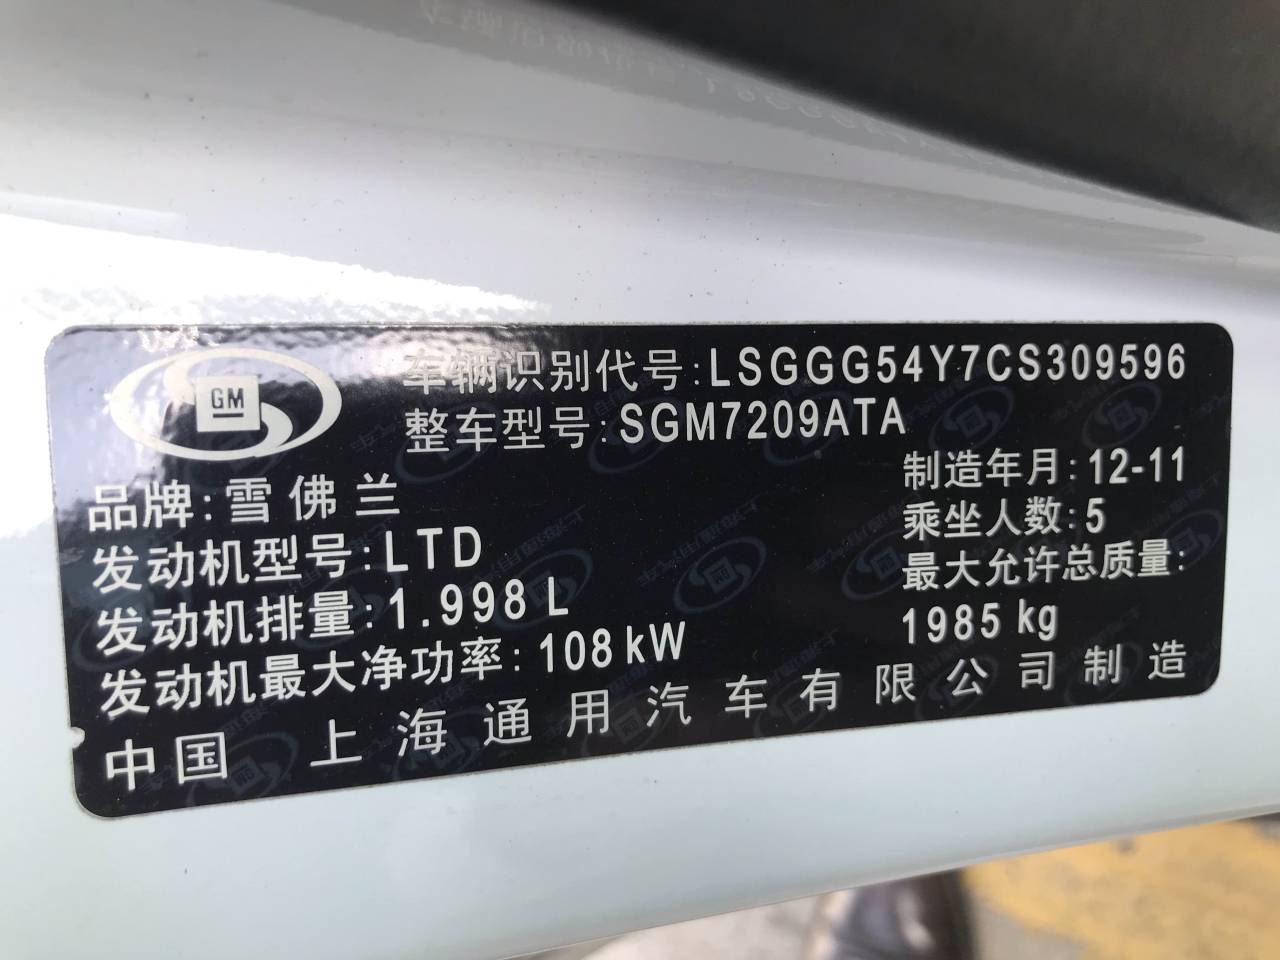 GM
车辆识别代号:LSGGG54Y7CS309596
整车型号:SGM7209ATA
制造年月:12-11
品牌:雪佛兰
乘坐人数:5
发动机型号:LTD
最大允许总质量:
发动机排量:1.998L
1985kg
发动机最大净功率:108kW
中国 上海通用汽车有限公司制造